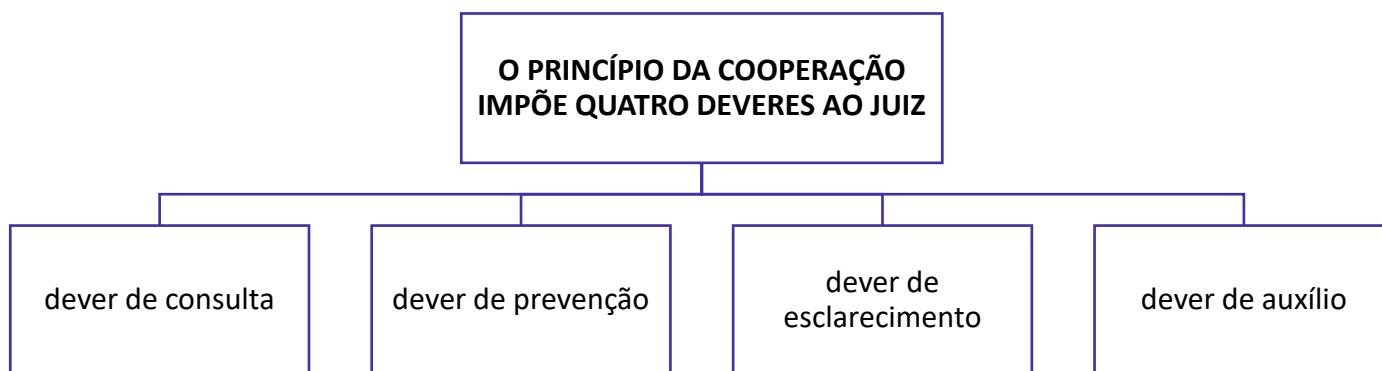 O PRINCÍPIO DA COOPERAÇÃO
IMPÕE QUATRO DEVERES AO JUIZ
dever de consulta
dever de prevenção
dever de
esclarecimento
dever de auxílio